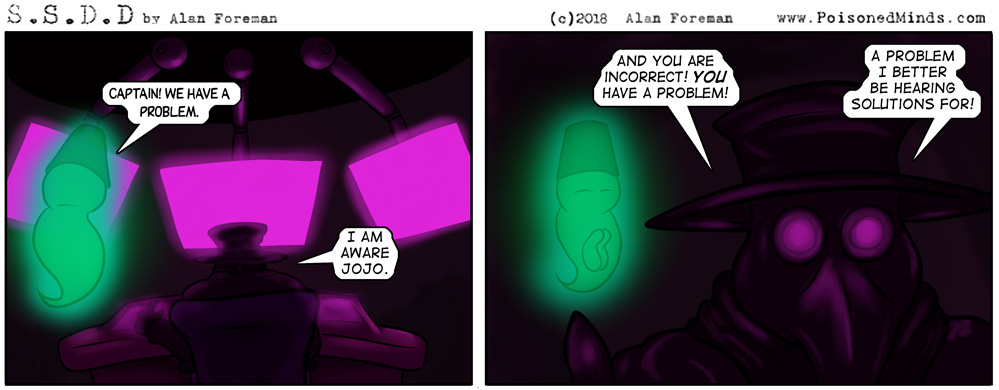 S.S.D.D by Alan Foreman
(c)2018 Alan Foreman www.PoisonedMinds.com
CAPTAIN! WE HAVE A
PROBLEM.
I AM
AWARE
JOJO.
AND YOU ARE
INCORRECT! YOU
HAVE A PROBLEM!
A PROBLEM
I BETTER
BE HEARING
SOLUTIONS FOR!